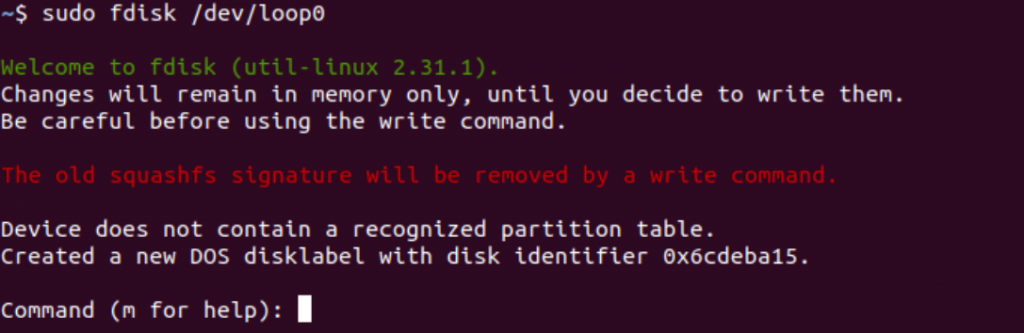 ~$ sudo fdisk /dev/loop0
Welcome to fdisk (util-linux 2.31.1).
Changes will remain in memory only, until you decide to write them.
Be careful before using the write command.
The old squashfs signature will be removed by a write command.
Device does not contain a recognized partition table.
Created a new DOS disklabel with disk identifier 0x6cdeba15.
Command (m for help):